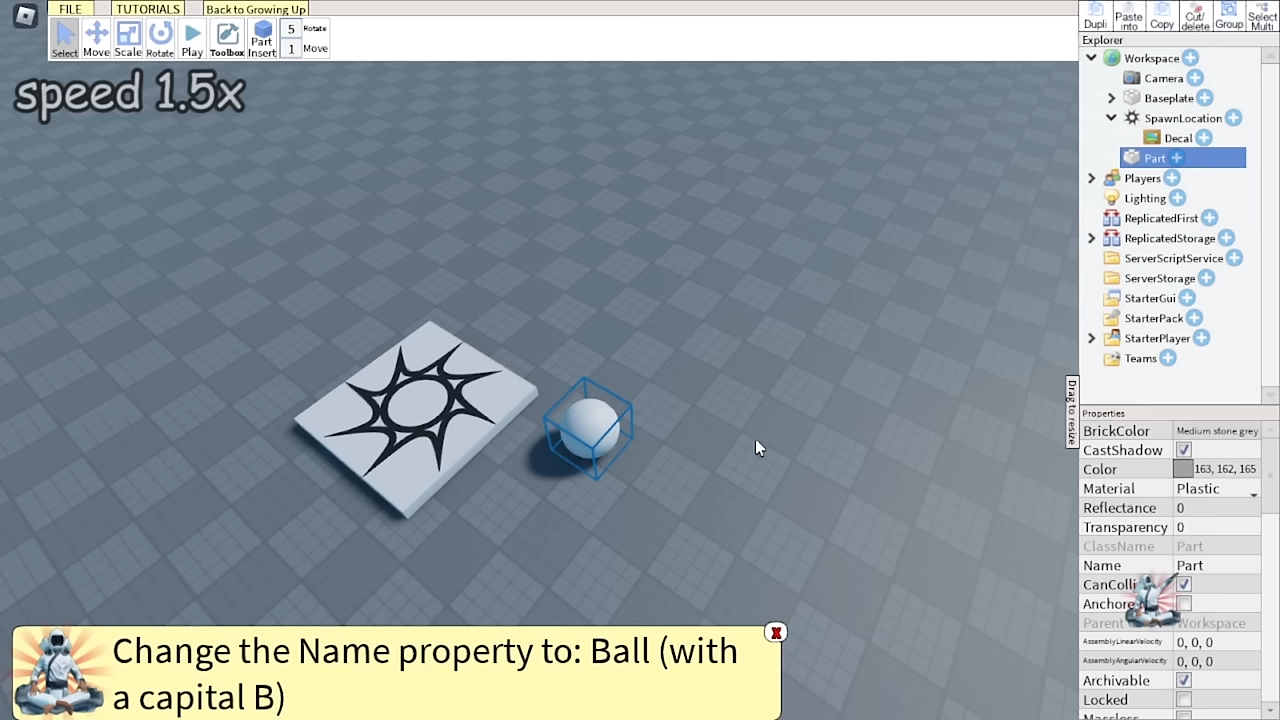 FILE
TUTORIALS
Back to Growing Up
Select
Move
Scale
Rotate
Play
Toolbox
Part
Insert
5 Rotate
1 Move
speed 1.5x
Dupli
Paste
into
Copy
Cut/
delete
Group
Select
Multi
Explorer
Workspace
Camera
Baseplate
SpawnLocation
Decal
Part
Players
Lighting
ReplicatedFirst
ReplicatedStorage
ServerScriptService
ServerStorage
StarterGui
StarterPack
StarterPlayer
Teams
Drag to resize
Properties
BrickColor Medium stone grey
CastShadow
Color 163, 162, 165
Material Plastic
Reflectance 0
Transparency 0
ClassName Part
Name Part
CanColli
Anchore
Parent Workspace
AssemblyLinearVelocity 0, 0, 0
AssemblyAngularVelocity 0, 0, 0
Archivable
Locked
Massless
Change the Name property to: Ball (with
a capital B)
X